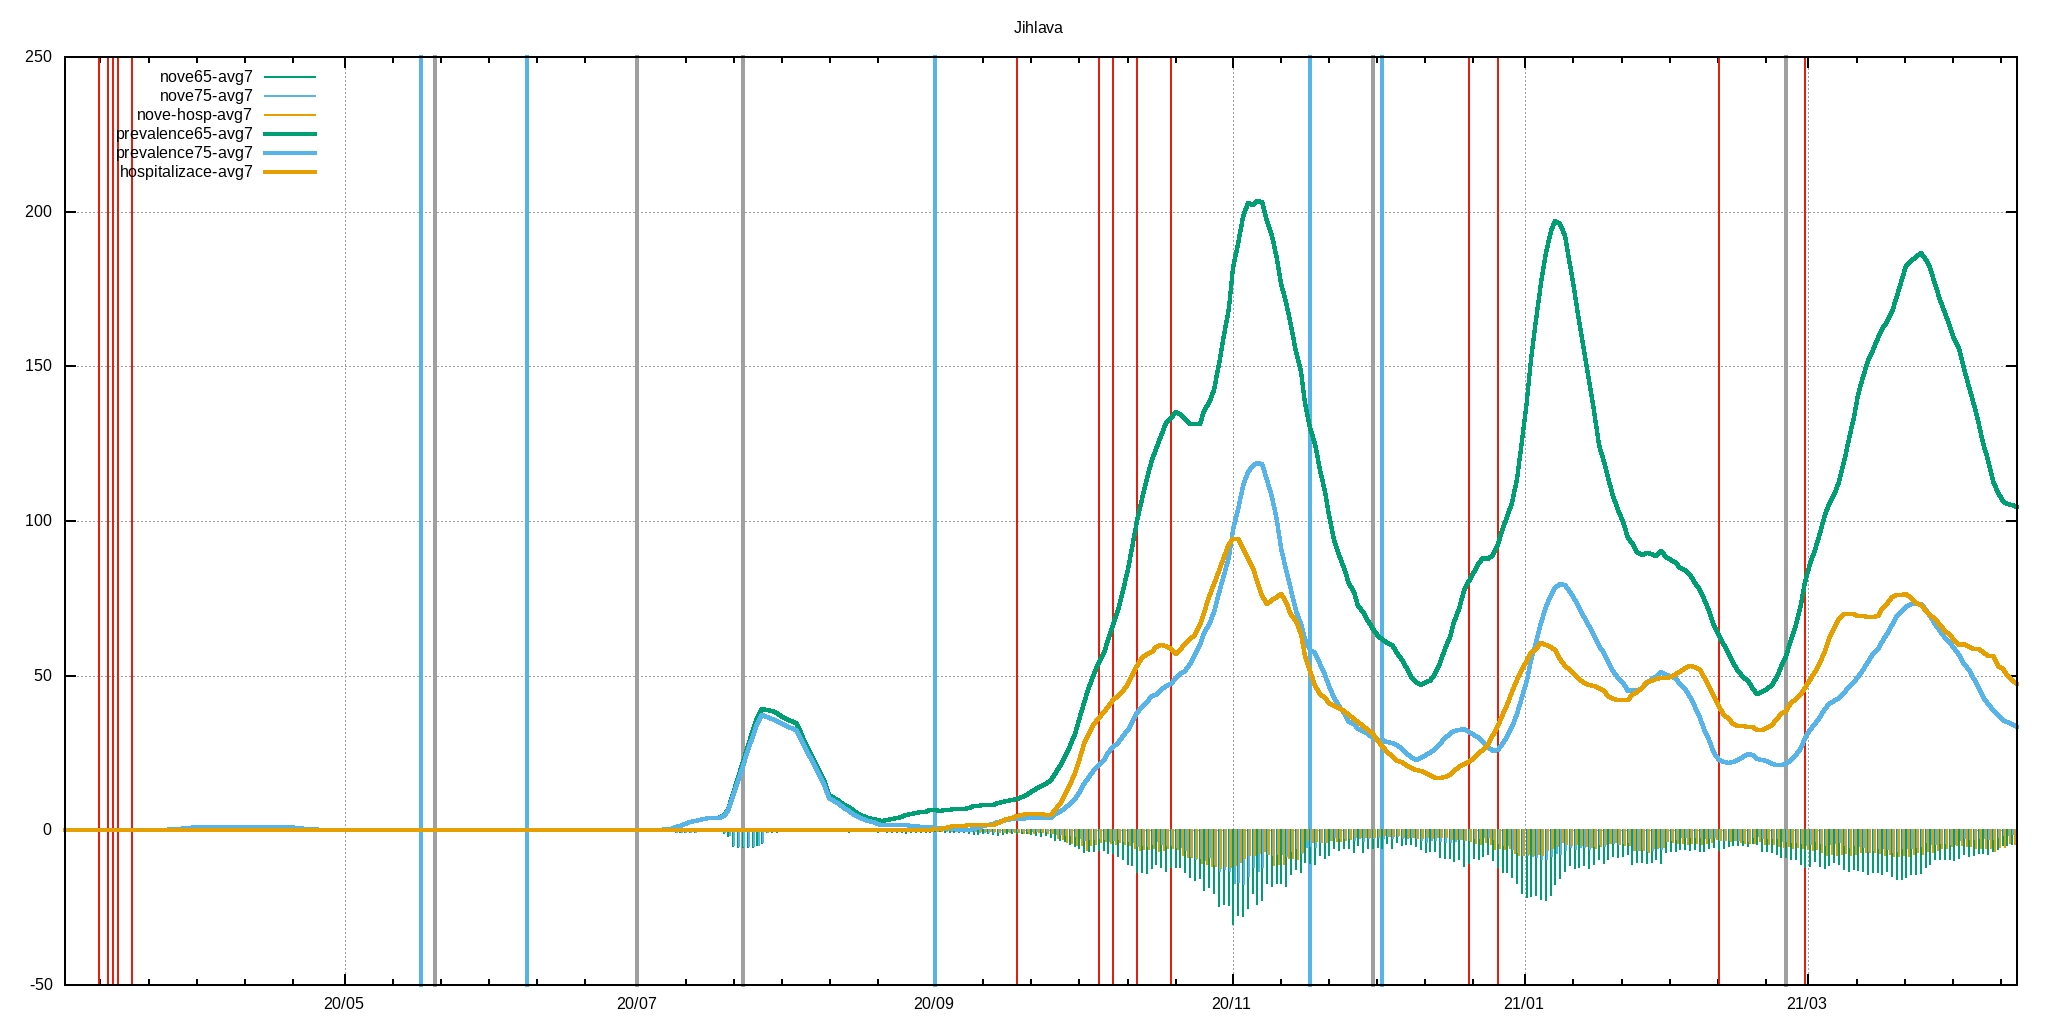 Jihlava
250
nove65-avg7
nove75-avg7
nove-hosp-avg7
prevalence65-avg7
prevalence75-avg7
hospitalizace-avg7
200
150
100
50
0
-50
20/05 20/07 20/09 20/11 21/01 21/03